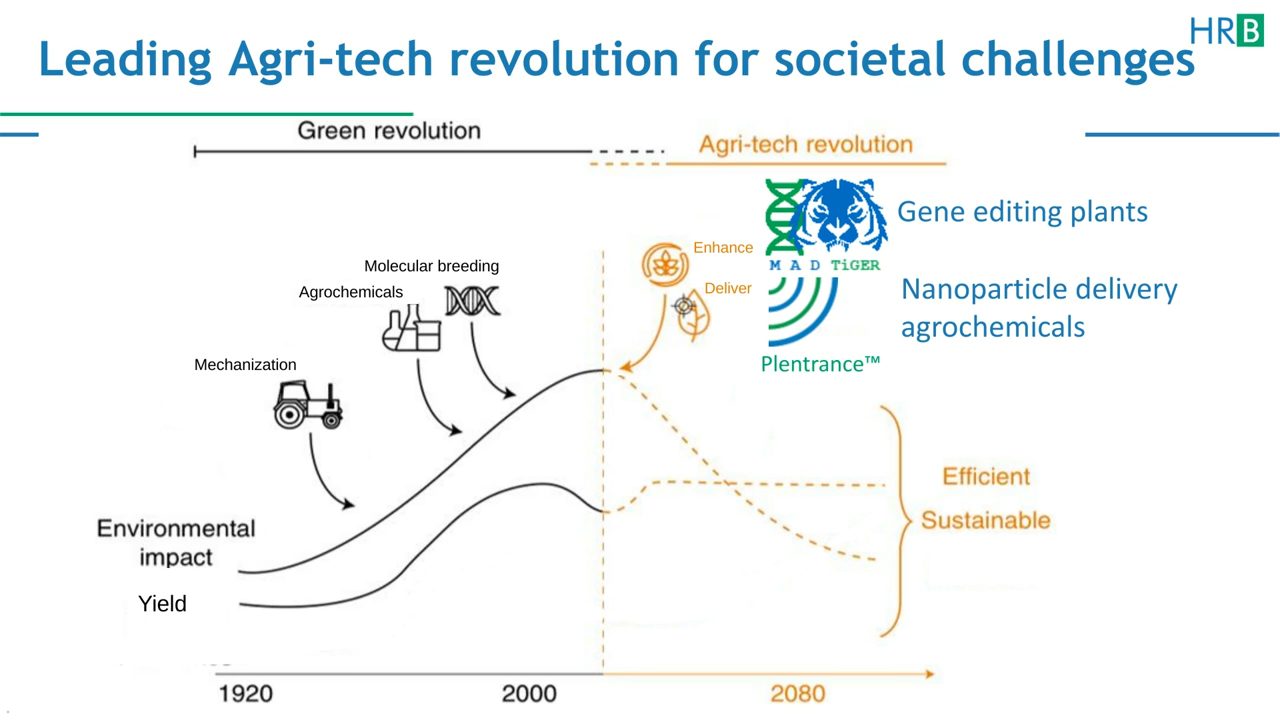 HRB
Leading Agri-tech revolution for societal challenges
Green revolution
Agri-tech revolution
Gene editing plants
Enhance
M A D TiGER
Molecular breeding
Agrochemicals
Deliver
Nanoparticle delivery
agrochemicals
Mechanization
Plentrance™
Efficient
Sustainable
Environmental
impact
Yield
1920
2000
2080